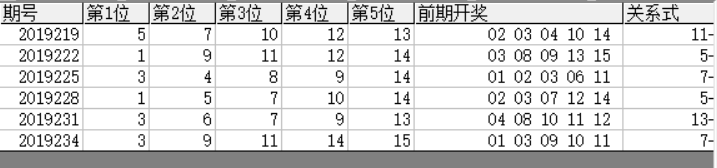 期号 第1位 第2位 第3位 第4位 第5位 前期开奖 关系式
2019219 5 7 10 12 13 02 03 04 10 14 11-
2019222 1 9 11 12 14 03 08 09 13 15 5-
2019225 3 4 8 9 14 01 02 03 06 11 7-
2019228 1 5 7 10 14 02 03 07 12 14 5-
2019231 3 6 7 9 13 04 08 10 11 12 13-
2019234 3 9 11 14 15 01 03 09 10 11 7-